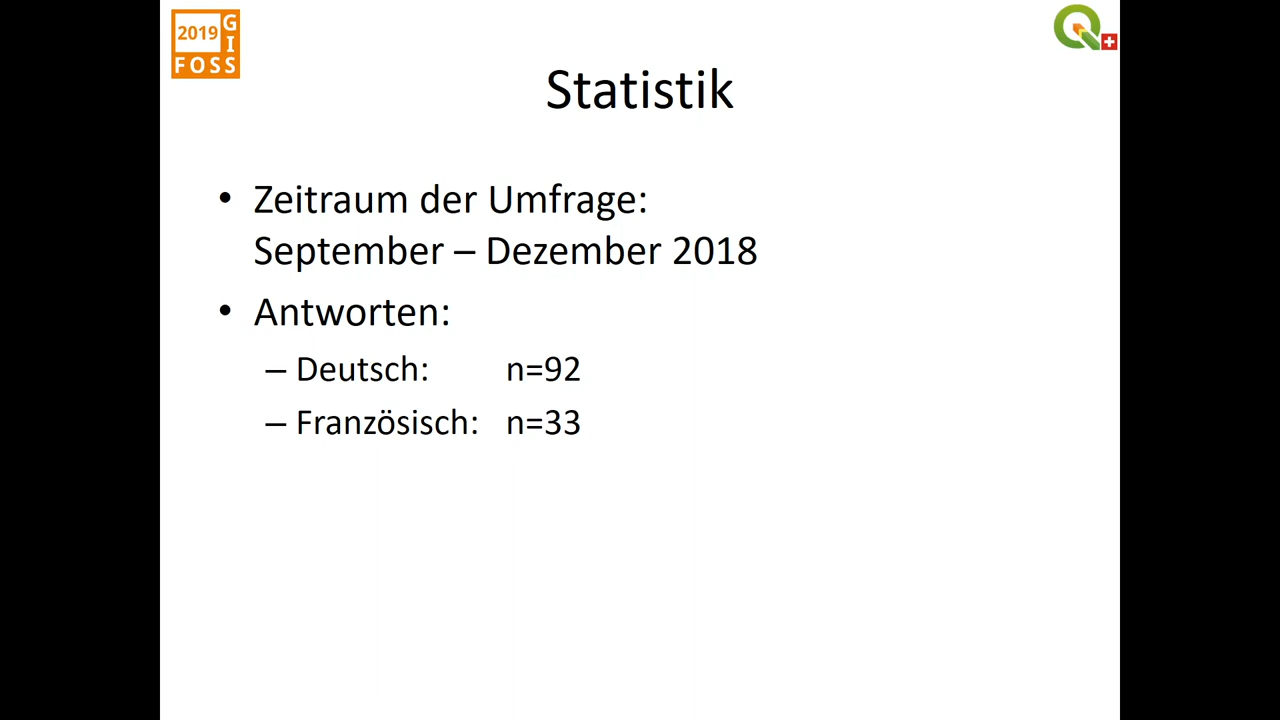 2019 G
I
FOSS
Statistik
• Zeitraum der Umfrage:
September – Dezember 2018
• Antworten:
– Deutsch: n=92
– Französisch: n=33